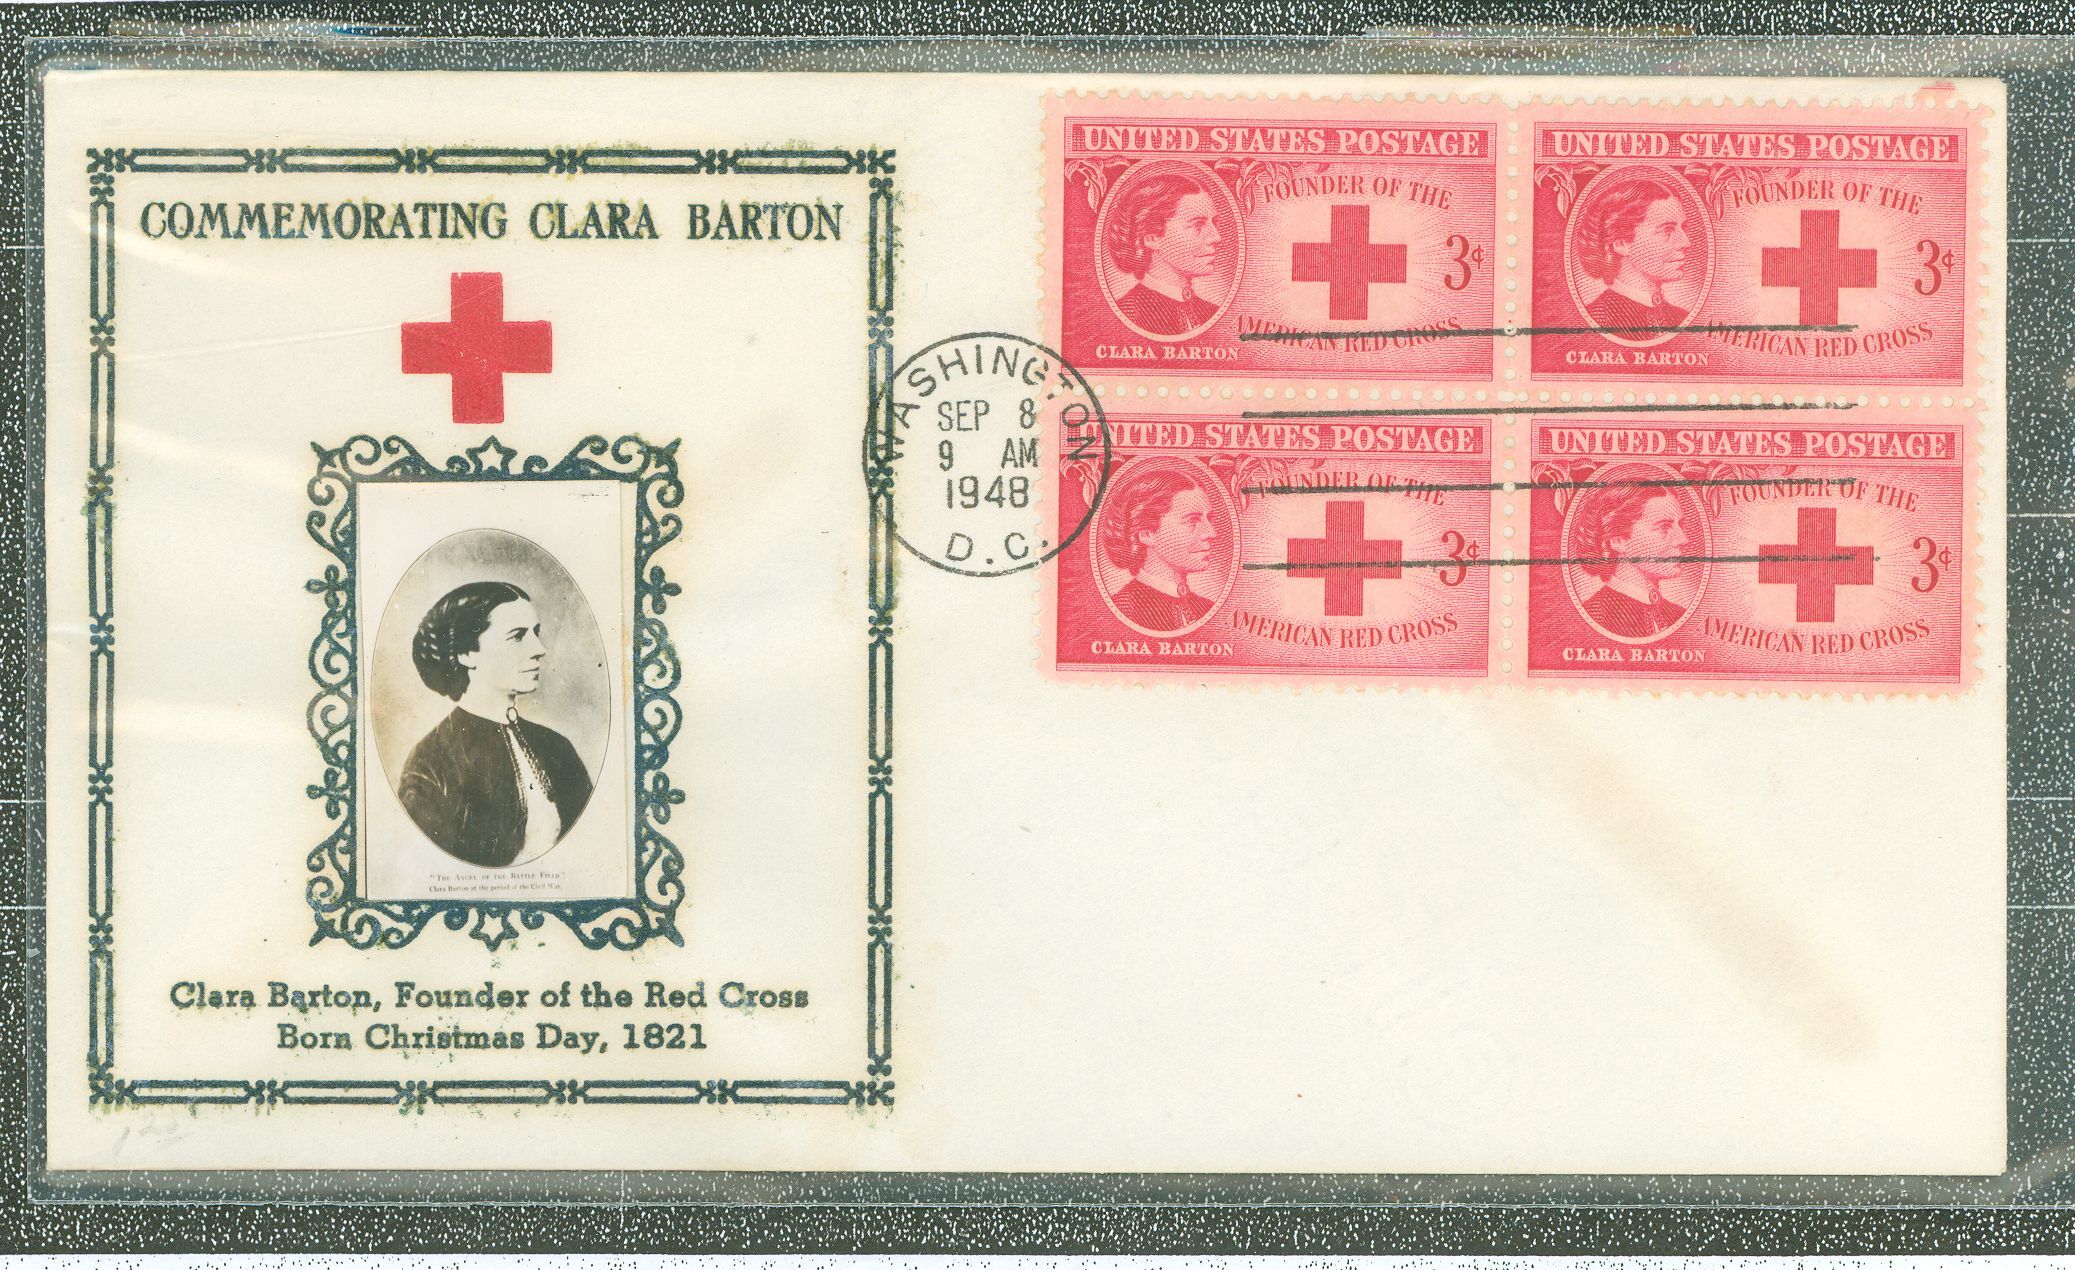 COMMEMORATING CLARA BARTON
"THE ANGEL OF THE BATTLE FIELD"
Clara Barton at the period of the Civil War.
Clara Barton, Founder of the Red Cross
Born Christmas Day, 1821
WASHINGTON
SEP 8
9 AM
1948
D.C.
UNITED STATES POSTAGE
FOUNDER OF THE
3¢
AMERICAN RED CROSS
CLARA BARTON
UNITED STATES POSTAGE
FOUNDER OF THE
3¢
AMERICAN RED CROSS
CLARA BARTON
UNITED STATES POSTAGE
FOUNDER OF THE
3¢
AMERICAN RED CROSS
CLARA BARTON
UNITED STATES POSTAGE
FOUNDER OF THE
3¢
AMERICAN RED CROSS
CLARA BARTON